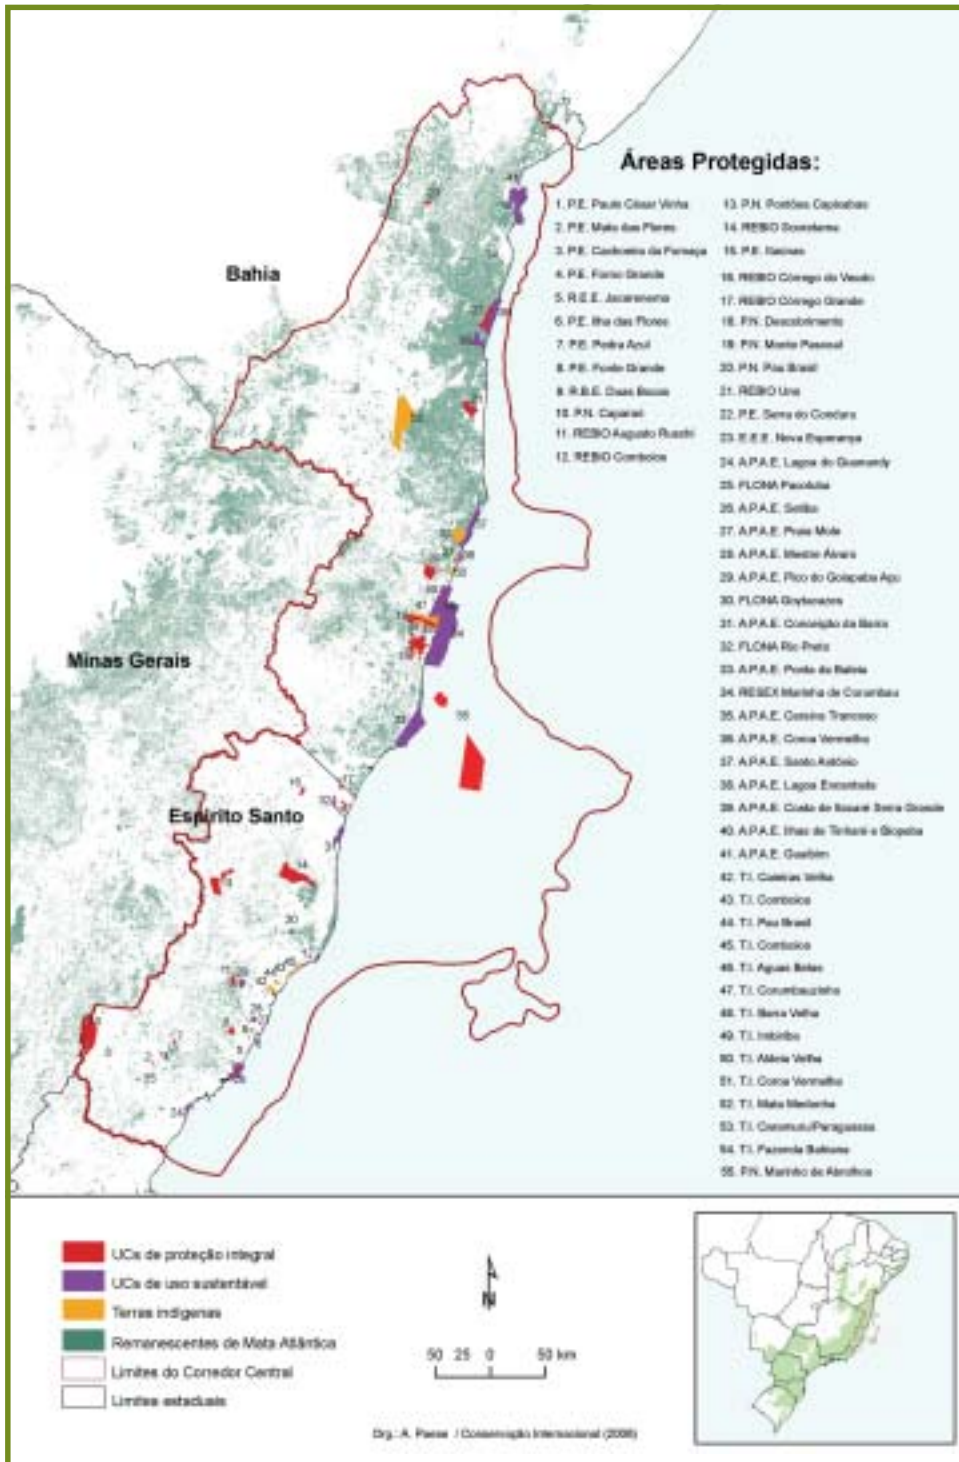 Áreas Protegidas:
1. P.E. Paulo César Vinha
2. P.E. Mata das Flores
3. P.E. Cachoeira da Fumaça
4. P.E. Forno Grande
5. R.E.E. Jacarenema
6. P.E. Ilha das Flores
7. P.E. Pedra Azul
8. P.E. Fonte Grande
9. R.B.E. Duas Bocas
10. P.N. Caparaó
11. REBIO Augusto Ruschi
12. REBIO Comboios
13. P.N. Pontões Capixabas
14. REBIO Sooretama
15. P.E. Itaúnas
16. REBIO Córrego do Veado
17. REBIO Córrego Grande
18. P.N. Descobrimento
19. P.N. Monte Pascoal
20. P.N. Pau Brasil
21. REBIO Una
22. P.E. Serra do Conduru
23. E.E.E. Nova Esperança
24. A.P.A.E. Lagoa do Guanandy
25. FLONA Pacotuba
26. A.P.A.E. Setiba
27. A.P.A.E. Praia Mole
28. A.P.A.E. Mestre Álvaro
29. A.P.A.E. Pico do Goiapaba Açu
30. FLONA Goytacazes
31. A.P.A.E. Conceição da Barra
32. FLONA Rio Preto
33. A.P.A.E. Ponta da Baleia
34. RESEX Marinha de Corumbau
35. A.P.A.E. Caraíva Trancoso
36. A.P.A.E. Coroa Vermelha
37. A.P.A.E. Santo Antônio
38. A.P.A.E. Lagoa Encantada
39. A.P.A.E. Costa de Itacaré Serra Grande
40. A.P.A.E. Ilhas de Tinharé e Boipeba
41. A.P.A.E. Guaibim
42. T.I. Caieiras Velha
43. T.I. Comboios
44. T.I. Pau Brasil
45. T.I. Comboios
46. T.I. Aguas Belas
47. T.I. Corumbauzinho
48. T.I. Barra Velha
49. T.I. Imbiriba
50. T.I. Aldeia Velha
51. T.I. Coroa Vermelha
52. T.I. Mata Medonha
53. T.I. Caramuru/Paraguassu
54. T.I. Fazenda Bahiana
55. P.N. Marinho de Abrolhos
Bahia
Minas Gerais
Espírito Santo
UCs de proteção integral
UCs de uso sustentável
Terras indígenas
Remanescentes de Mata Atlântica
Limites do Corredor Central
Limites estaduais
N
50 25 0 50 km
Org.: A. Paese / Conservação Internacional (2006)